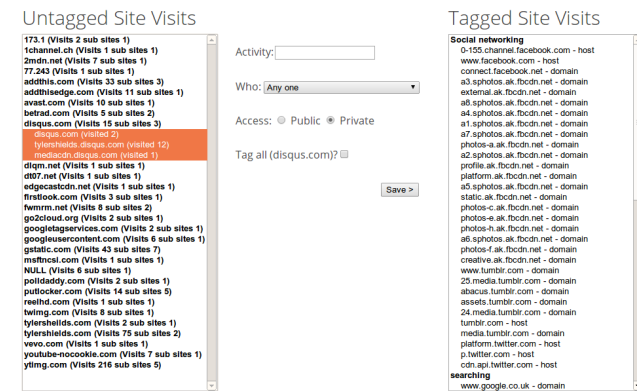 Untagged Site Visits
173.1 (Visits 2 sub sites 1)
1channel.ch (Visits 1 sub sites 1)
2mdn.net (Visits 7 sub sites 1)
77.243 (Visits 1 sub sites 1)
addthis.com (Visits 33 sub sites 3)
addthisedge.com (Visits 11 sub sites 1)
avast.com (Visits 10 sub sites 1)
betrad.com (Visits 5 sub sites 2)
disqus.com (Visits 15 sub sites 3)
disqus.com (visited 2)
tylershields.disqus.com (visited 12)
mediacdn.disqus.com (visited 1)
dlqm.net (Visits 1 sub sites 1)
dt07.net (Visits 1 sub sites 1)
edgecastcdn.net (Visits 1 sub sites 1)
firstlook.com (Visits 3 sub sites 1)
fwmrm.net (Visits 8 sub sites 2)
go2cloud.org (Visits 2 sub sites 1)
googletagservices.com (Visits 2 sub sites 1)
googleusercontent.com (Visits 6 sub sites 1)
gstatic.com (Visits 43 sub sites 7)
msftncsi.com (Visits 1 sub sites 1)
NULL (Visits 6 sub sites 1)
polldaddy.com (Visits 2 sub sites 1)
putlocker.com (Visits 14 sub sites 5)
reelhd.com (Visits 1 sub sites 1)
twimg.com (Visits 8 sub sites 1)
tylersheilds.com (Visits 2 sub sites 1)
tylershields.com (Visits 75 sub sites 2)
vevo.com (Visits 1 sub sites 1)
youtube-nocookie.com (Visits 7 sub sites 1)
ytimg.com (Visits 216 sub sites 5)
Activity:
Who: Any one
Access: Public Private
Tag all (disqus.com)?
Save >
Tagged Site Visits
Social networking
0-155.channel.facebook.com - host
www.facebook.com - host
connect.facebook.net - domain
a3.sphotos.ak.fbcdn.net - domain
external.ak.fbcdn.net - domain
a8.sphotos.ak.fbcdn.net - domain
a4.sphotos.ak.fbcdn.net - domain
a1.sphotos.ak.fbcdn.net - domain
a7.sphotos.ak.fbcdn.net - domain
photos-a.ak.fbcdn.net - domain
a2.sphotos.ak.fbcdn.net - domain
profile.ak.fbcdn.net - domain
platform.ak.fbcdn.net - domain
a5.sphotos.ak.fbcdn.net - domain
static.ak.fbcdn.net - domain
photos-c.ak.fbcdn.net - domain
photos-e.ak.fbcdn.net - domain
photos-h.ak.fbcdn.net - domain
a6.sphotos.ak.fbcdn.net - domain
photos-f.ak.fbcdn.net - domain
creative.ak.fbcdn.net - domain
www.tumblr.com - domain
25.media.tumblr.com - domain
abacus.tumblr.com - domain
assets.tumblr.com - domain
24.media.tumblr.com - domain
tumblr.com - host
media.tumblr.com - domain
platform.twitter.com - host
p.twitter.com - host
cdn.api.twitter.com - host
searching
www.google.co.uk - domain